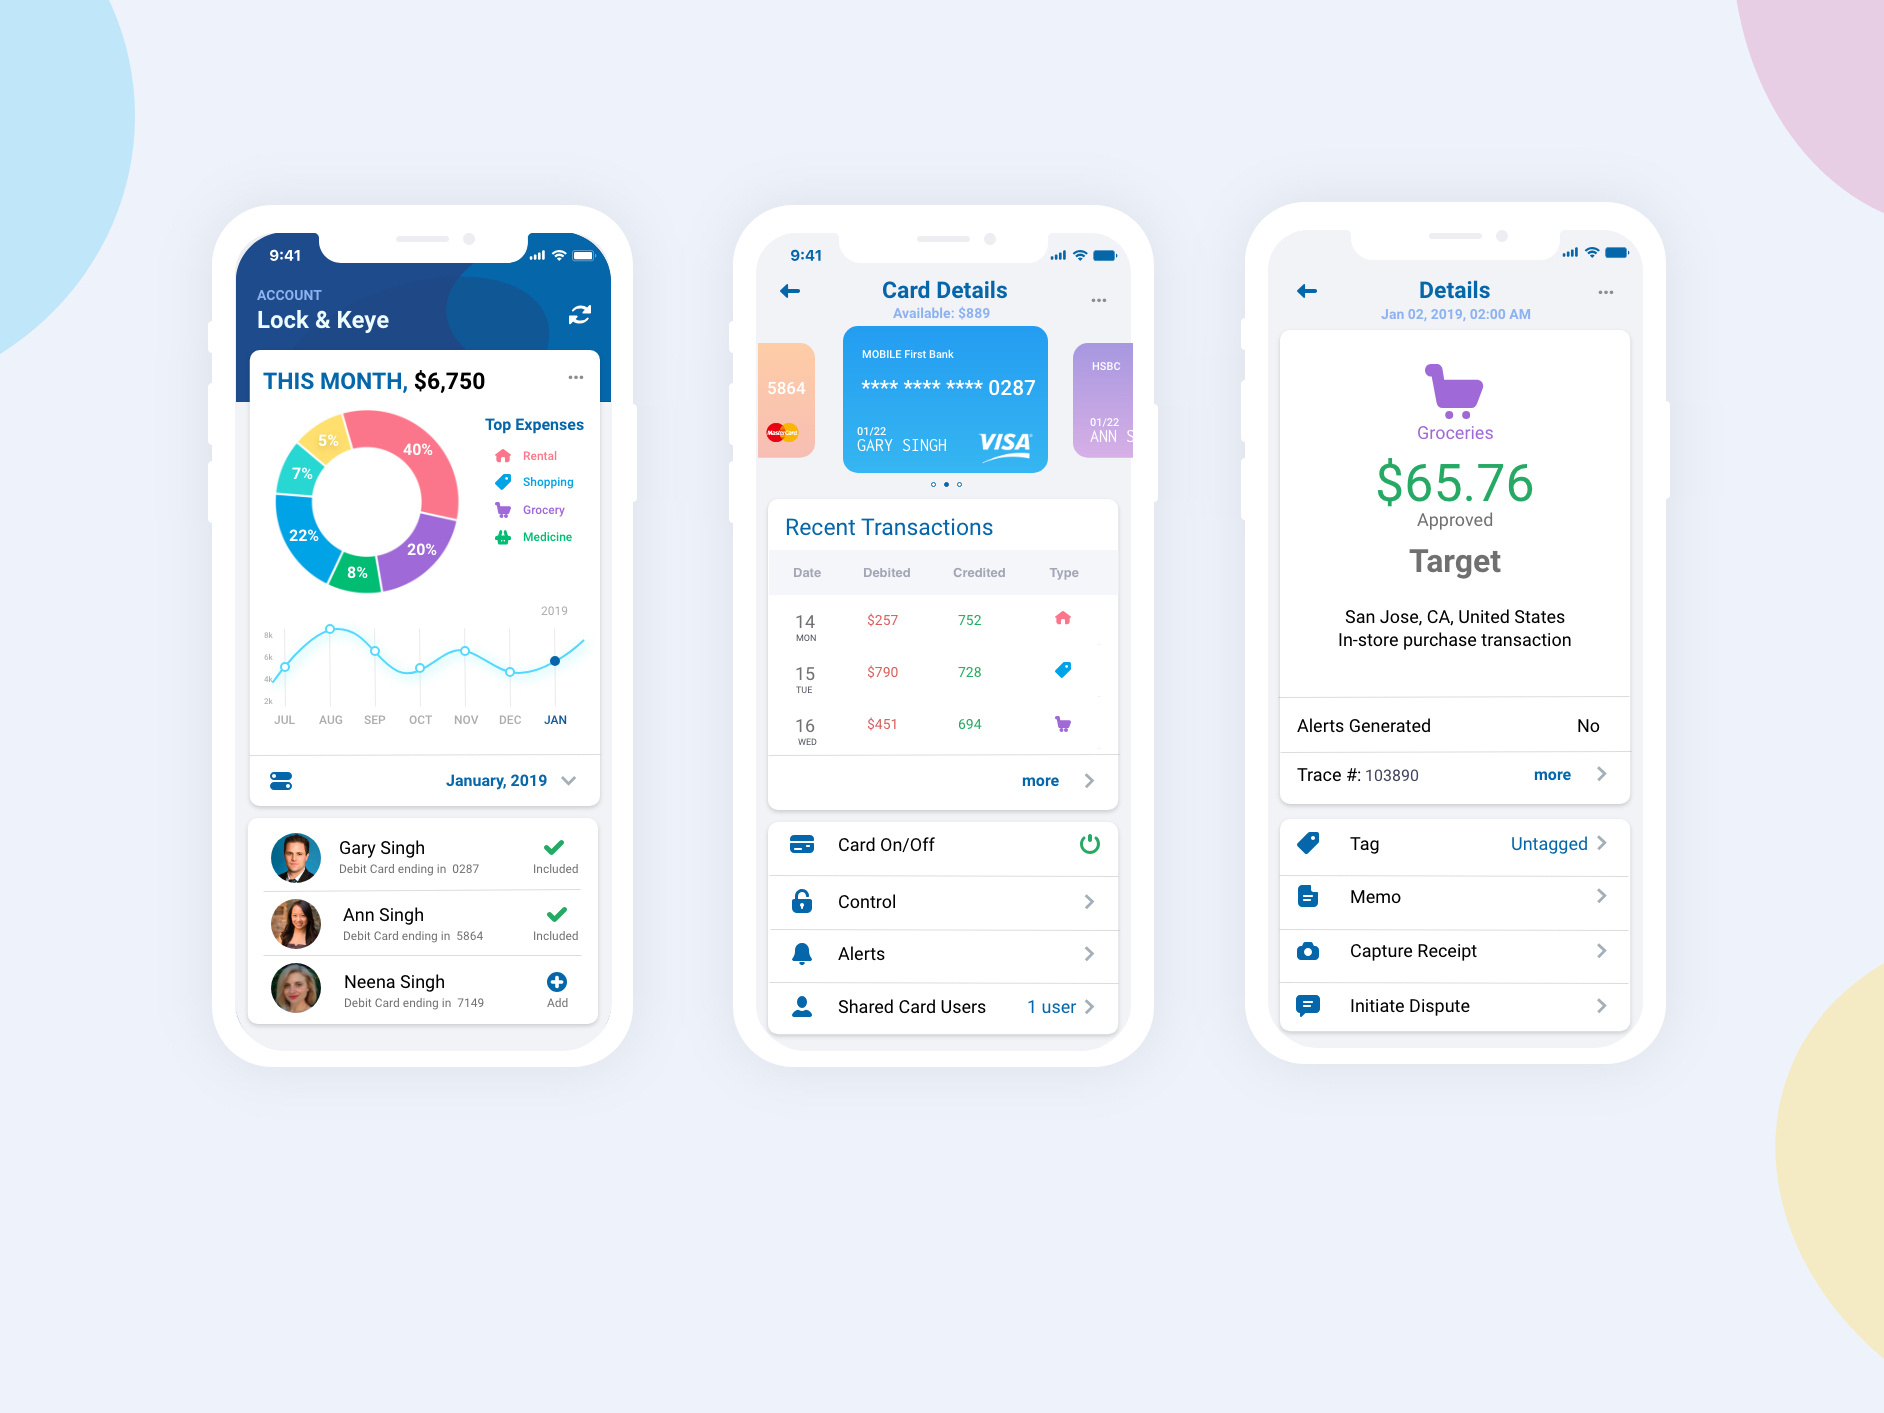 9:41
ACCOUNT
Lock & Keye
THIS MONTH, $6,750
5%
40%
7%
22%
20%
8%
Top Expenses
Rental
Shopping
Grocery
Medicine
2019
8k
6k
4k
2k
JUL AUG SEP OCT NOV DEC JAN
January, 2019
Gary Singh
Debit Card ending in 0287
Included
Ann Singh
Debit Card ending in 5864
Included
Neena Singh
Debit Card ending in 7149
Add
9:41
Card Details
Available: $889
5864
MasterCard
MOBILE First Bank
**** **** **** 0287
01/22
GARY SINGH
VISA
HSBC
01/22
ANN S
Recent Transactions
Date Debited Credited Type
14 $257 752
MON
15 $790 728
TUE
16 $451 694
WED
more
Card On/Off
Control
Alerts
Shared Card Users 1 user
Details
Jan 02, 2019, 02:00 AM
Groceries
$65.76
Approved
Target
San Jose, CA, United States
In-store purchase transaction
Alerts Generated No
Trace #: 103890 more
Tag Untagged
Memo
Capture Receipt
Initiate Dispute